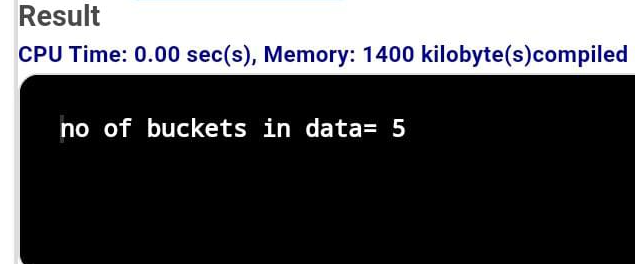 Result
CPU Time: 0.00 sec(s), Memory: 1400 kilobyte(s)compiled
no of buckets in data= 5